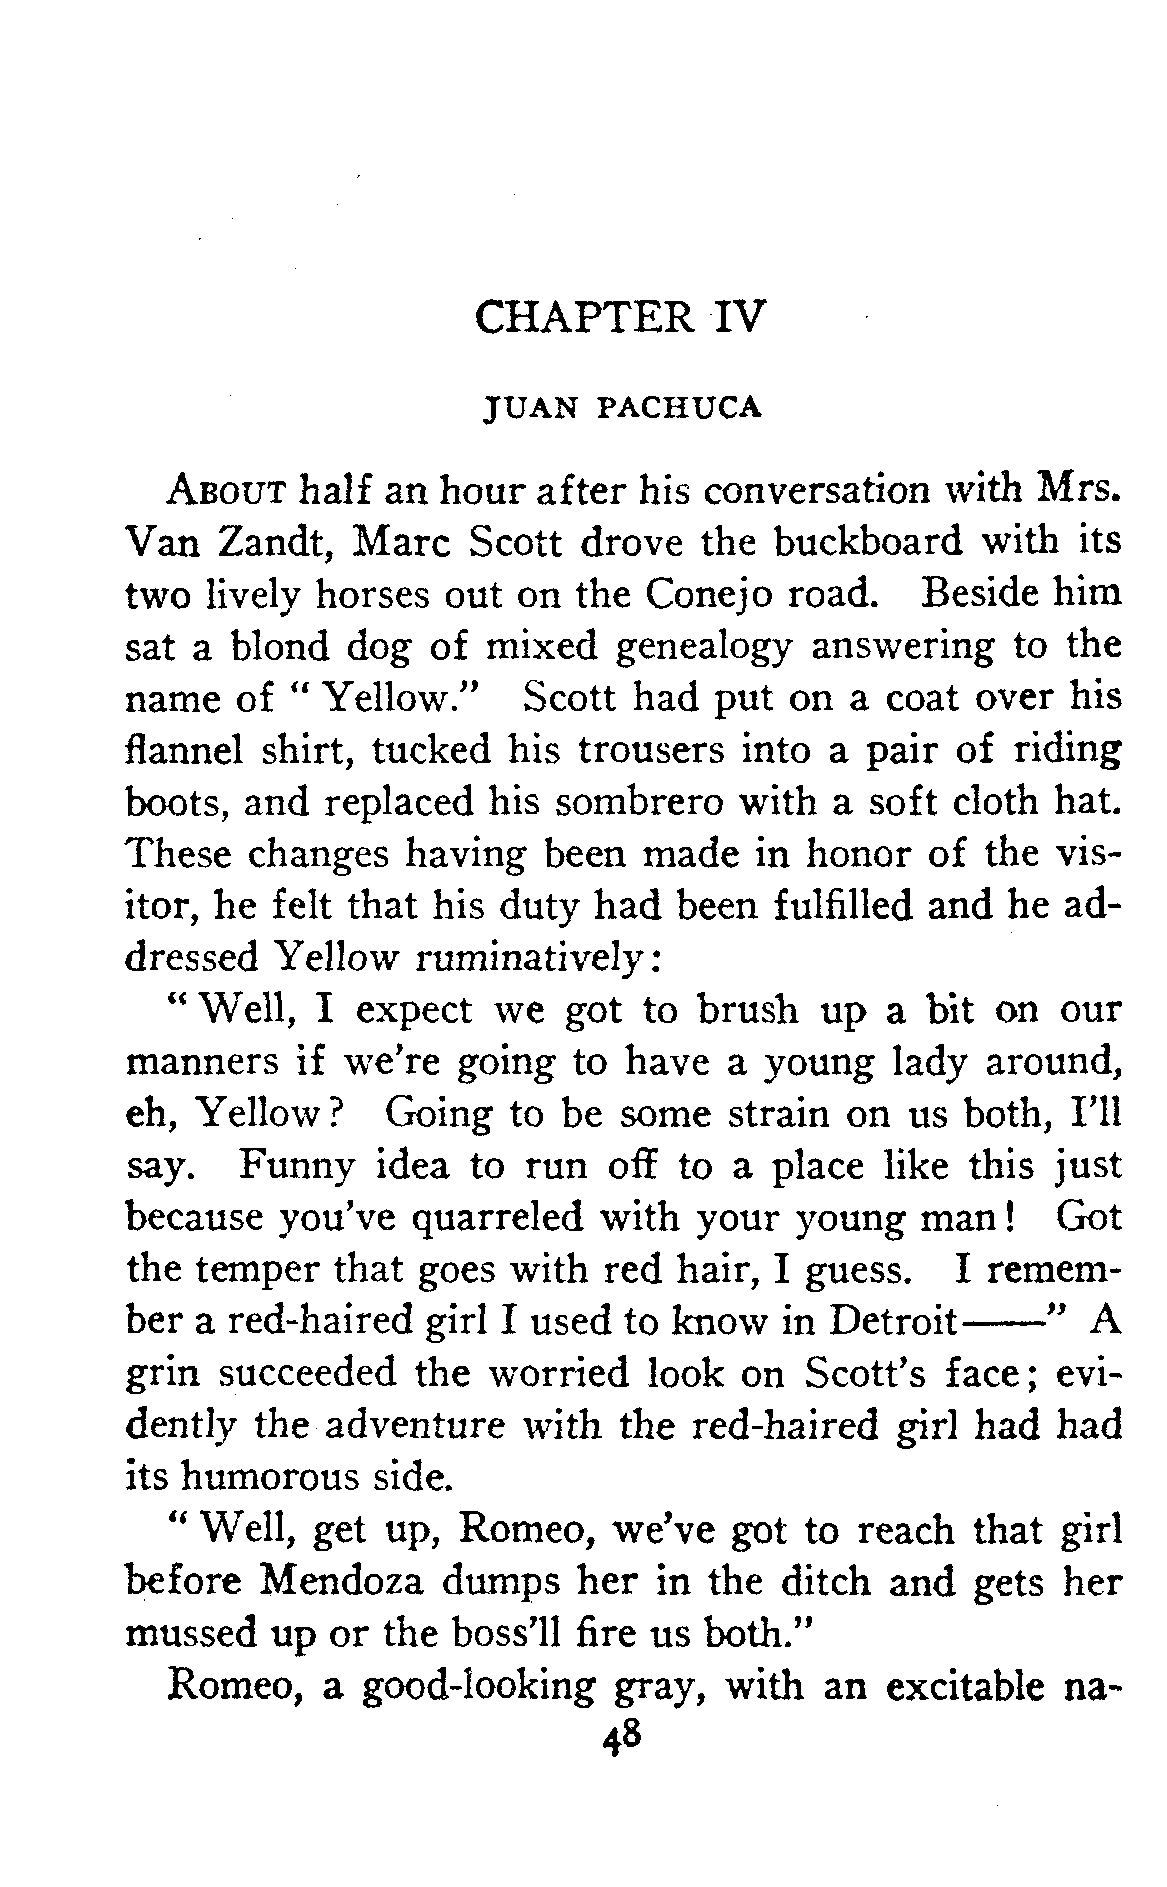 CHAPTER IV
JUAN PACHUCA
ABOUT half an hour after his conversation with Mrs.
Van Zandt, Marc Scott drove the buckboard with its
two lively horses out on the Conejo road. Beside him
sat a blond dog of mixed genealogy answering to the
name of “ Yellow.” Scott had put on a coat over his
flannel shirt, tucked his trousers into a pair of riding
boots, and replaced his sombrero with a soft cloth hat.
These changes having been made in honor of the vis-
itor, he felt that his duty had been fulfilled and he ad-
dressed Yellow ruminatively:
“ Well, I expect we got to brush up a bit on our
manners if we’re going to have a young lady around,
eh, Yellow? Going to be some strain on us both, I’ll
say. Funny idea to run off to a place like this just
because you’ve quarreled with your young man! Got
the temper that goes with red hair, I guess. I remem-
ber a red-haired girl I used to know in Detroit——” A
grin succeeded the worried look on Scott’s face; evi-
dently the adventure with the red-haired girl had had
its humorous side.
“ Well, get up, Romeo, we’ve got to reach that girl
before Mendoza dumps her in the ditch and gets her
mussed up or the boss’ll fire us both.”
Romeo, a good-looking gray, with an excitable na-
48